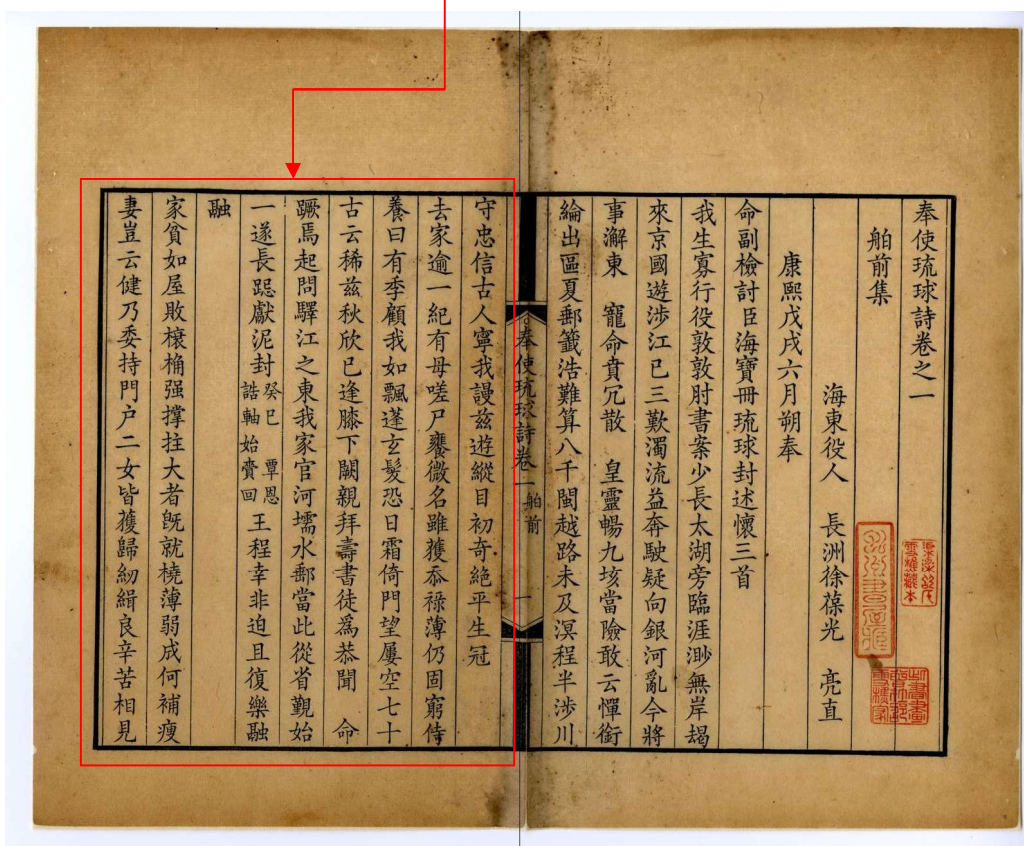 奉使琉球詩卷之一
舶前集
海東役人 長洲徐葆光 亮直
康熙戊戌六月朔奉
命副檢討臣海寶冊琉球封述懷三首
我生寡行役敦敦肘書案少長太湖旁臨涯渺無岸朅
來京國遊涉江已三歎濁流益奔駛疑向銀河亂今將
事澥東 寵命賁冗散 皇靈暢九垓當險敢云憚銜
綸出區夏郵籤浩難算八千閩越路未及溟程半涉川
奉使琉球詩卷一 舶前 一
守忠信古人寧我謾茲遊縱目初奇絶平生冠
去家逾一紀有母嗟尸饔微名雖獲忝祿薄仍固窮侍
養曰有季顧我如飄蓬玄髮恐日霜倚門望屢空七十
古云稀茲秋欣已逢膝下闕親拜壽書徒爲恭聞 命
蹶焉起問驛江之東我家官河壖水郵當此從省覲始
一遂長跽獻泥封癸巳 覃恩誥軸始賫回王程幸非迫且復樂融
融
家貧如屋敗榱桷强撐拄大者既就橈薄弱成何補瘦
妻豈云健乃委持門户二女皆蒦歸紉緝良辛苦相見